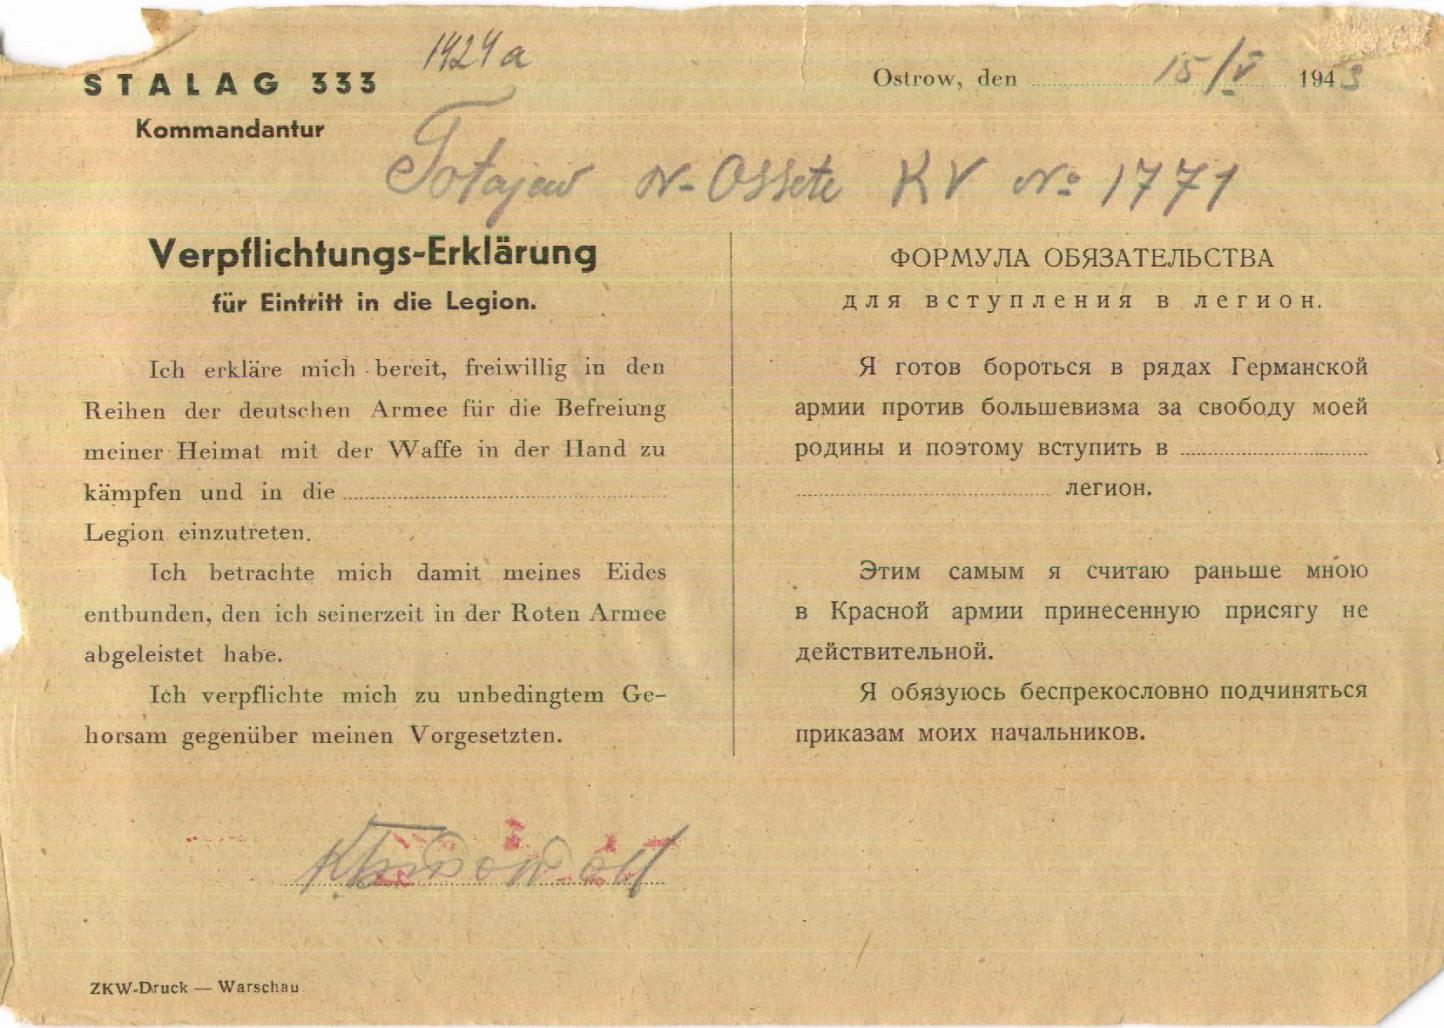 1424 a
STALAG 333
Kommandantur
Ostrow, den 15/V 1943
Totajew N-Ossete KV № 1771
Verpflichtungs-Erklärung
für Eintritt in die Legion.
Ich erkläre mich bereit, freiwillig in den
Reihen der deutschen Armee für die Befreiung
meiner Heimat mit der Waffe in der Hand zu
kämpfen und in die
Legion einzutreten.
Ich betrachte mich damit meines Eides
entbunden, den ich seinerzeit in der Roten Armee
abgeleistet habe.
Ich verpflichte mich zu unbedingtem Ge-
horsam gegenüber meinen Vorgesetzten.
ZKW-Druck — Warschau
ФОРМУЛА ОБЯЗАТЕЛЬСТВА
для вступления в легион.
Я готов бороться в рядах Германской
армии против большевизма за свободу моей
родины и поэтому вступить в
легион.
Этим самым я считаю раньше мною
в Красной армии принесенную присягу не
действительной.
Я обязуюсь беспрекословно подчиняться
приказам моих начальников.